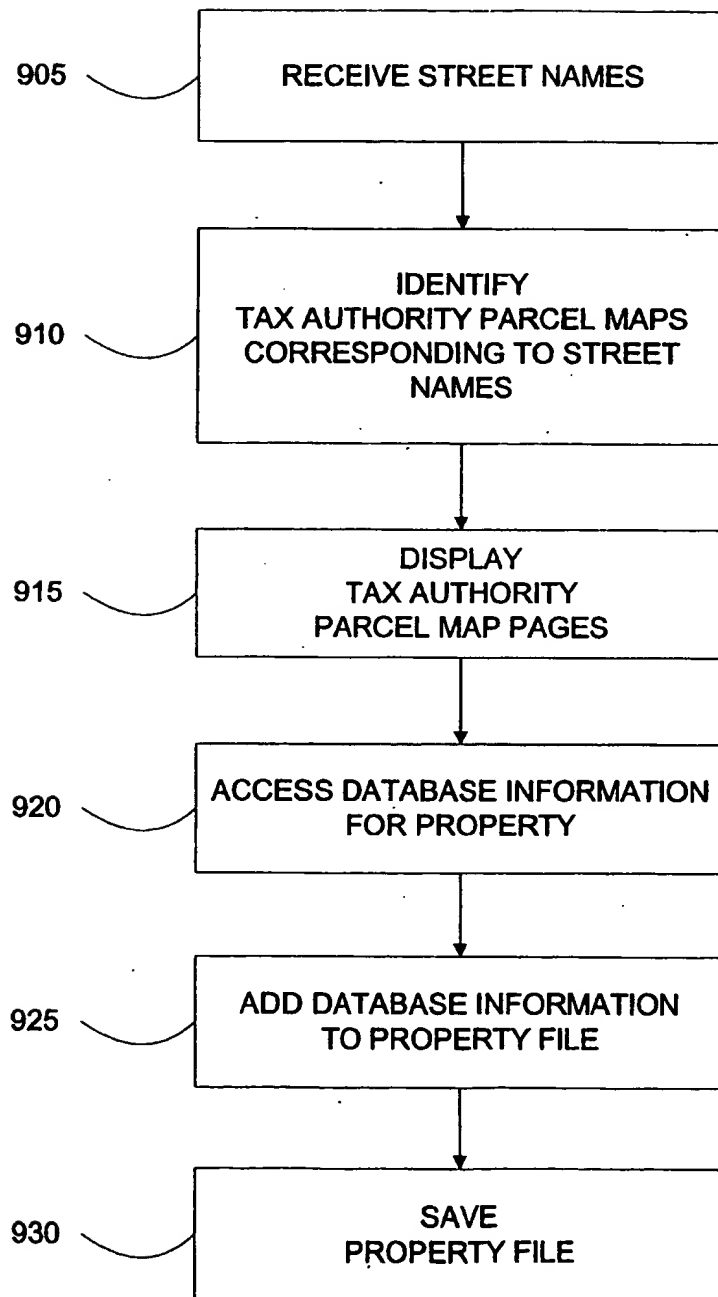 905
RECEIVE STREET NAMES
910
IDENTIFY
TAX AUTHORITY PARCEL MAPS
CORRESPONDING TO STREET
NAMES
915
DISPLAY
TAX AUTHORITY
PARCEL MAP PAGES
920
ACCESS DATABASE INFORMATION
FOR PROPERTY
925
ADD DATABASE INFORMATION
TO PROPERTY FILE
930
SAVE
PROPERTY FILE